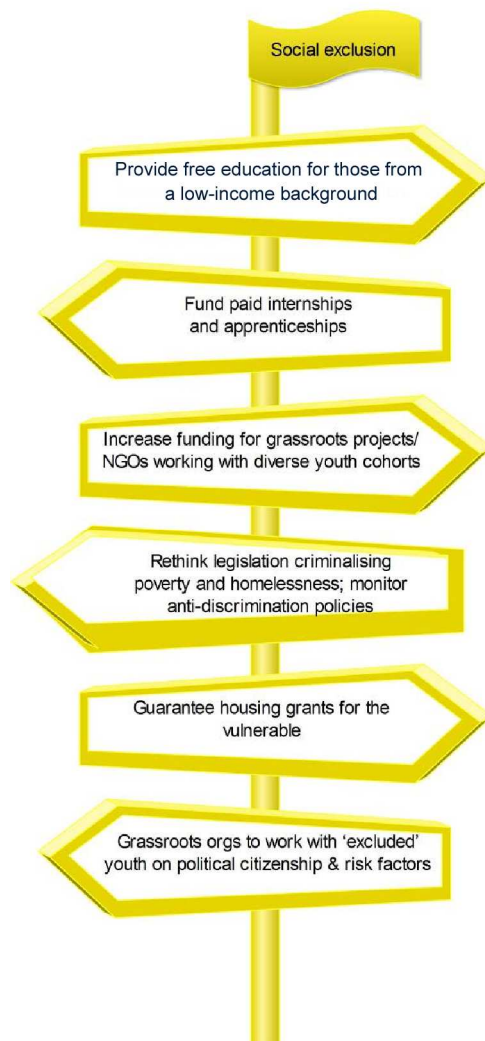 Social exclusion
Provide free education for those from
a low-income background
Fund paid internships
and apprenticeships
Increase funding for grassroots projects/
NGOs working with diverse youth cohorts
Rethink legislation criminalising
poverty and homelessness; monitor
anti-discrimination policies
Guarantee housing grants for the
vulnerable
Grassroots orgs to work with ‘excluded’
youth on political citizenship & risk factors